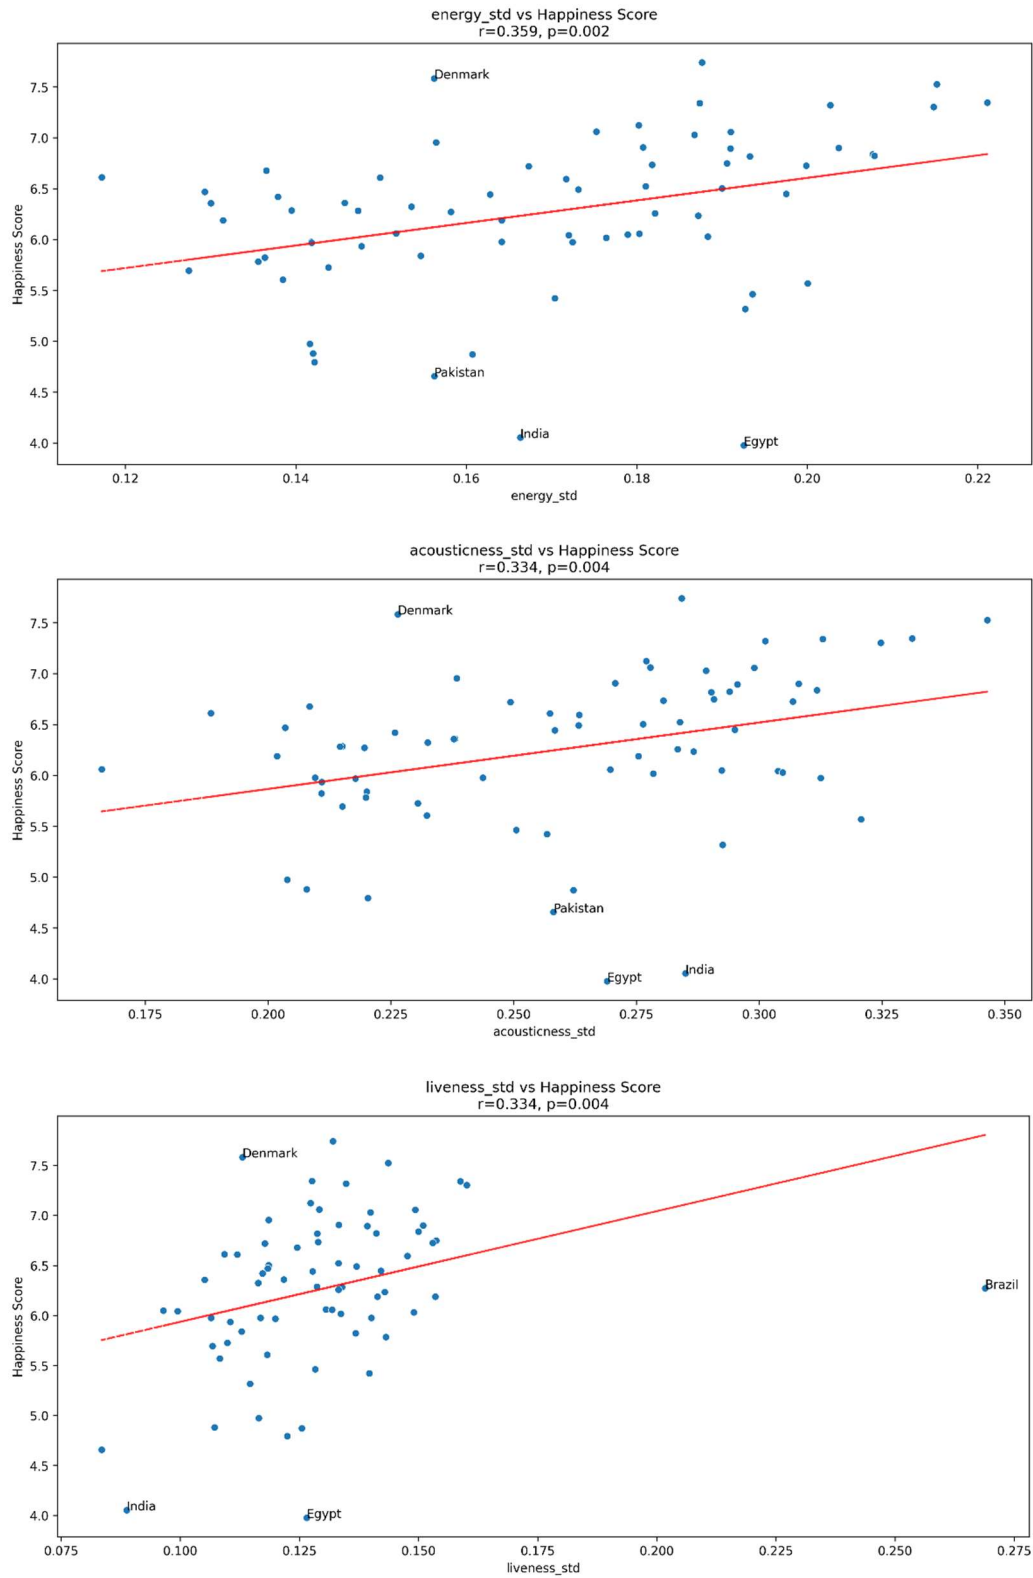 energy_std vs Happiness Score
r=0.359, p=0.002
Happiness Score
7.5
7.0
6.5
6.0
5.5
5.0
4.5
4.0
Denmark
Pakistan
India
Egypt
0.12 0.14 0.16 0.18 0.20 0.22
energy_std
acousticness_std vs Happiness Score
r=0.334, p=0.004
Happiness Score
7.5
7.0
6.5
6.0
5.5
5.0
4.5
4.0
Denmark
Pakistan
India
Egypt
0.175 0.200 0.225 0.250 0.275 0.300 0.325 0.350
acousticness_std
liveness_std vs Happiness Score
r=0.334, p=0.004
Happiness Score
7.5
7.0
6.5
6.0
5.5
5.0
4.5
4.0
Denmark
Brazil
India
Egypt
0.075 0.100 0.125 0.150 0.175 0.200 0.225 0.250 0.275
liveness_std